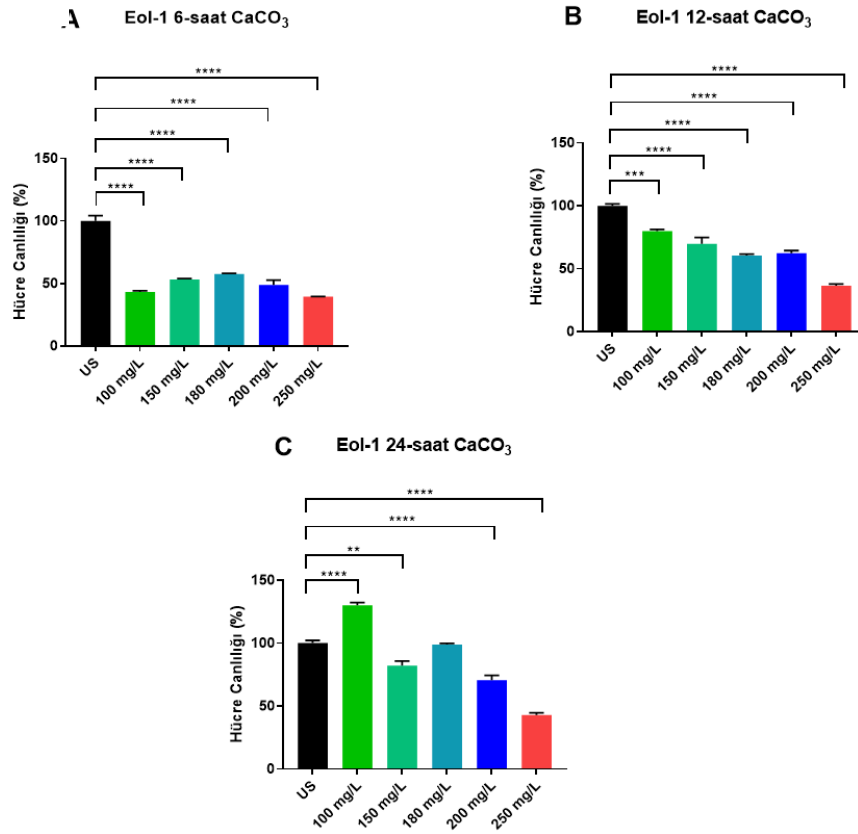 A
Eol-1 6-saat CaCO₃
****
****
****
****
****
Hücre Canlılığı (%)
150
100
50
0
US
100 mg/L
150 mg/L
180 mg/L
200 mg/L
250 mg/L
B
Eol-1 12-saat CaCO₃
****
****
****
****
***
Hücre Canlılığı (%)
150
100
50
0
US
100 mg/L
150 mg/L
180 mg/L
200 mg/L
250 mg/L
C
Eol-1 24-saat CaCO₃
****
****
**
****
Hücre Canlılığı (%)
150
100
50
0
US
100 mg/L
150 mg/L
180 mg/L
200 mg/L
250 mg/L